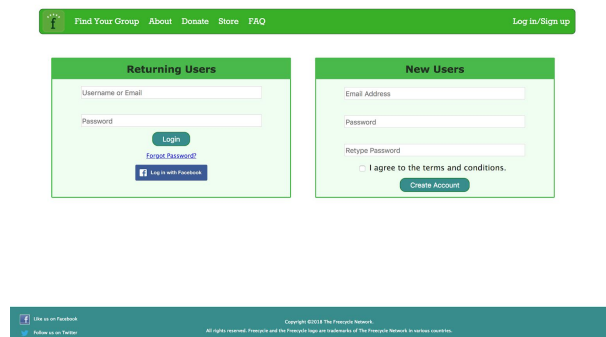 f Find Your Group About Donate Store FAQ Log in/Sign up
Returning Users
Username or Email
Password
Login
Forgot Password?
f Log in with Facebook
New Users
Email Address
Password
Retype Password
I agree to the terms and conditions.
Create Account
f Like us on Facebook
Follow us on Twitter
Copyright ©2018 The Freecycle Network.
All rights reserved. Freecycle and the Freecycle logo are trademarks of The Freecycle Network in various countries.